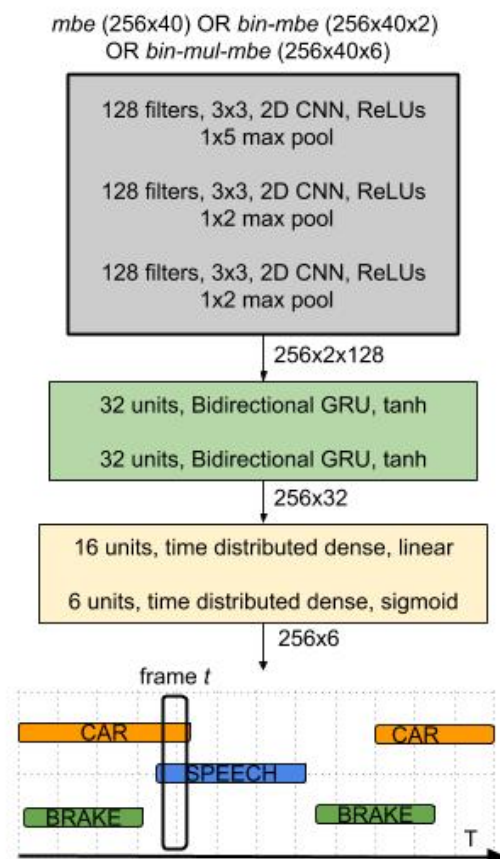 mbe (256x40) OR bin-mbe (256x40x2)
OR bin-mul-mbe (256x40x6)
128 filters, 3x3, 2D CNN, ReLUs
1x5 max pool
128 filters, 3x3, 2D CNN, ReLUs
1x2 max pool
128 filters, 3x3, 2D CNN, ReLUs
1x2 max pool
256x2x128
32 units, Bidirectional GRU, tanh
32 units, Bidirectional GRU, tanh
256x32
16 units, time distributed dense, linear
6 units, time distributed dense, sigmoid
256x6
frame t
CAR
CAR
SPEECH
BRAKE
BRAKE
T